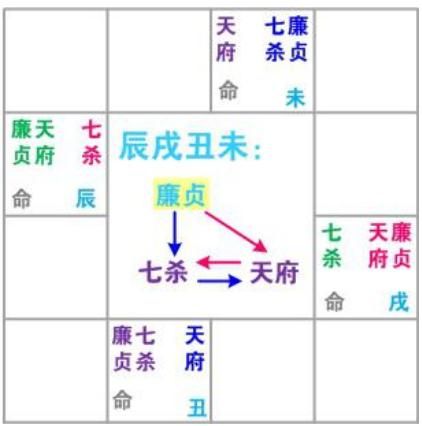 天 七廉
府 杀贞
命 未
廉天 七
贞府 杀
命 辰
辰戌丑未：
廉贞
七杀 天府
七 天廉
杀 府贞
命 戌
廉七 天
贞杀 府
命 丑